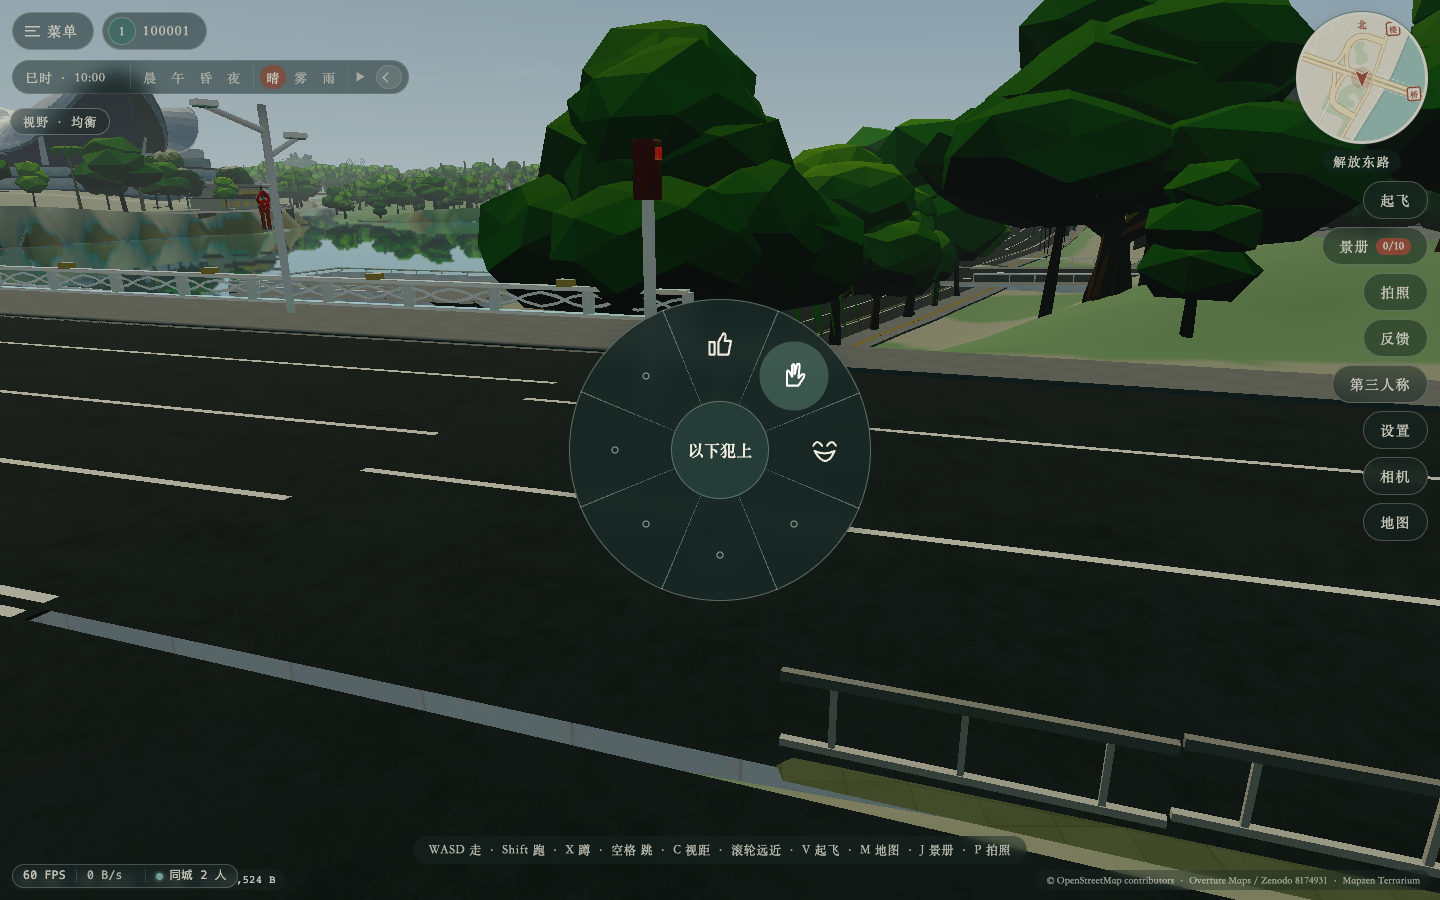 菜单
1 100001
巳时 · 10:00 晨 午 昏 夜 晴 雾 雨
视野 · 均衡
北
楼
桥
解放东路
起飞
景册 0/10
拍照
反馈
第三人称
设置
相机
地图
以下犯上
WASD 走 · Shift 跑 · X 蹲 · 空格 跳 · C 视距 · 滚轮远近 · V 起飞 · M 地图 · J 景册 · P 拍照
60 FPS 0 B/s 同城 2 人 ,524 B
© OpenStreetMap contributors · Overture Maps / Zenodo 8174931 · Mapzen Terrarium